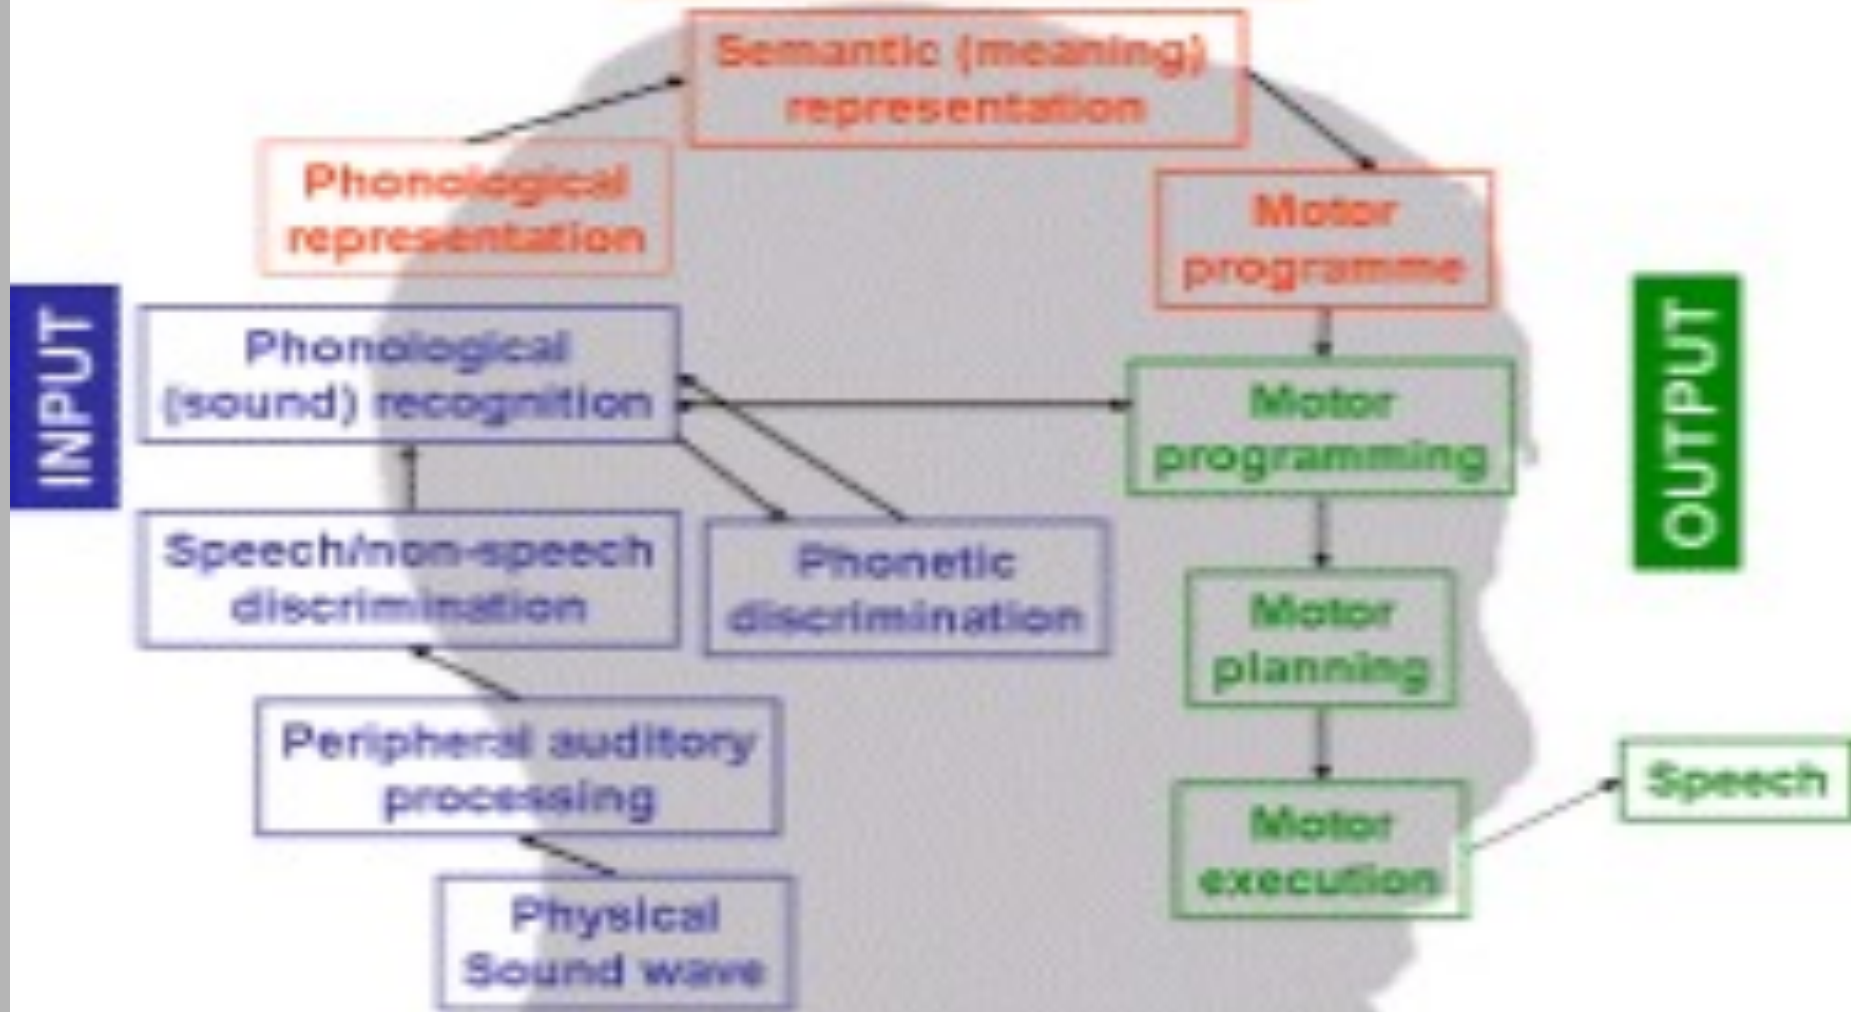 Semantic (meaning)
representation
Phonological
representation
Motor
programme
INPUT
Phonological
(sound) recognition
Motor
programming
OUTPUT
Speech/non-speech
discrimination
Phonetic
discrimination
Motor
planning
Peripheral auditory
processing
Speech
Motor
execution
Physical
Sound wave